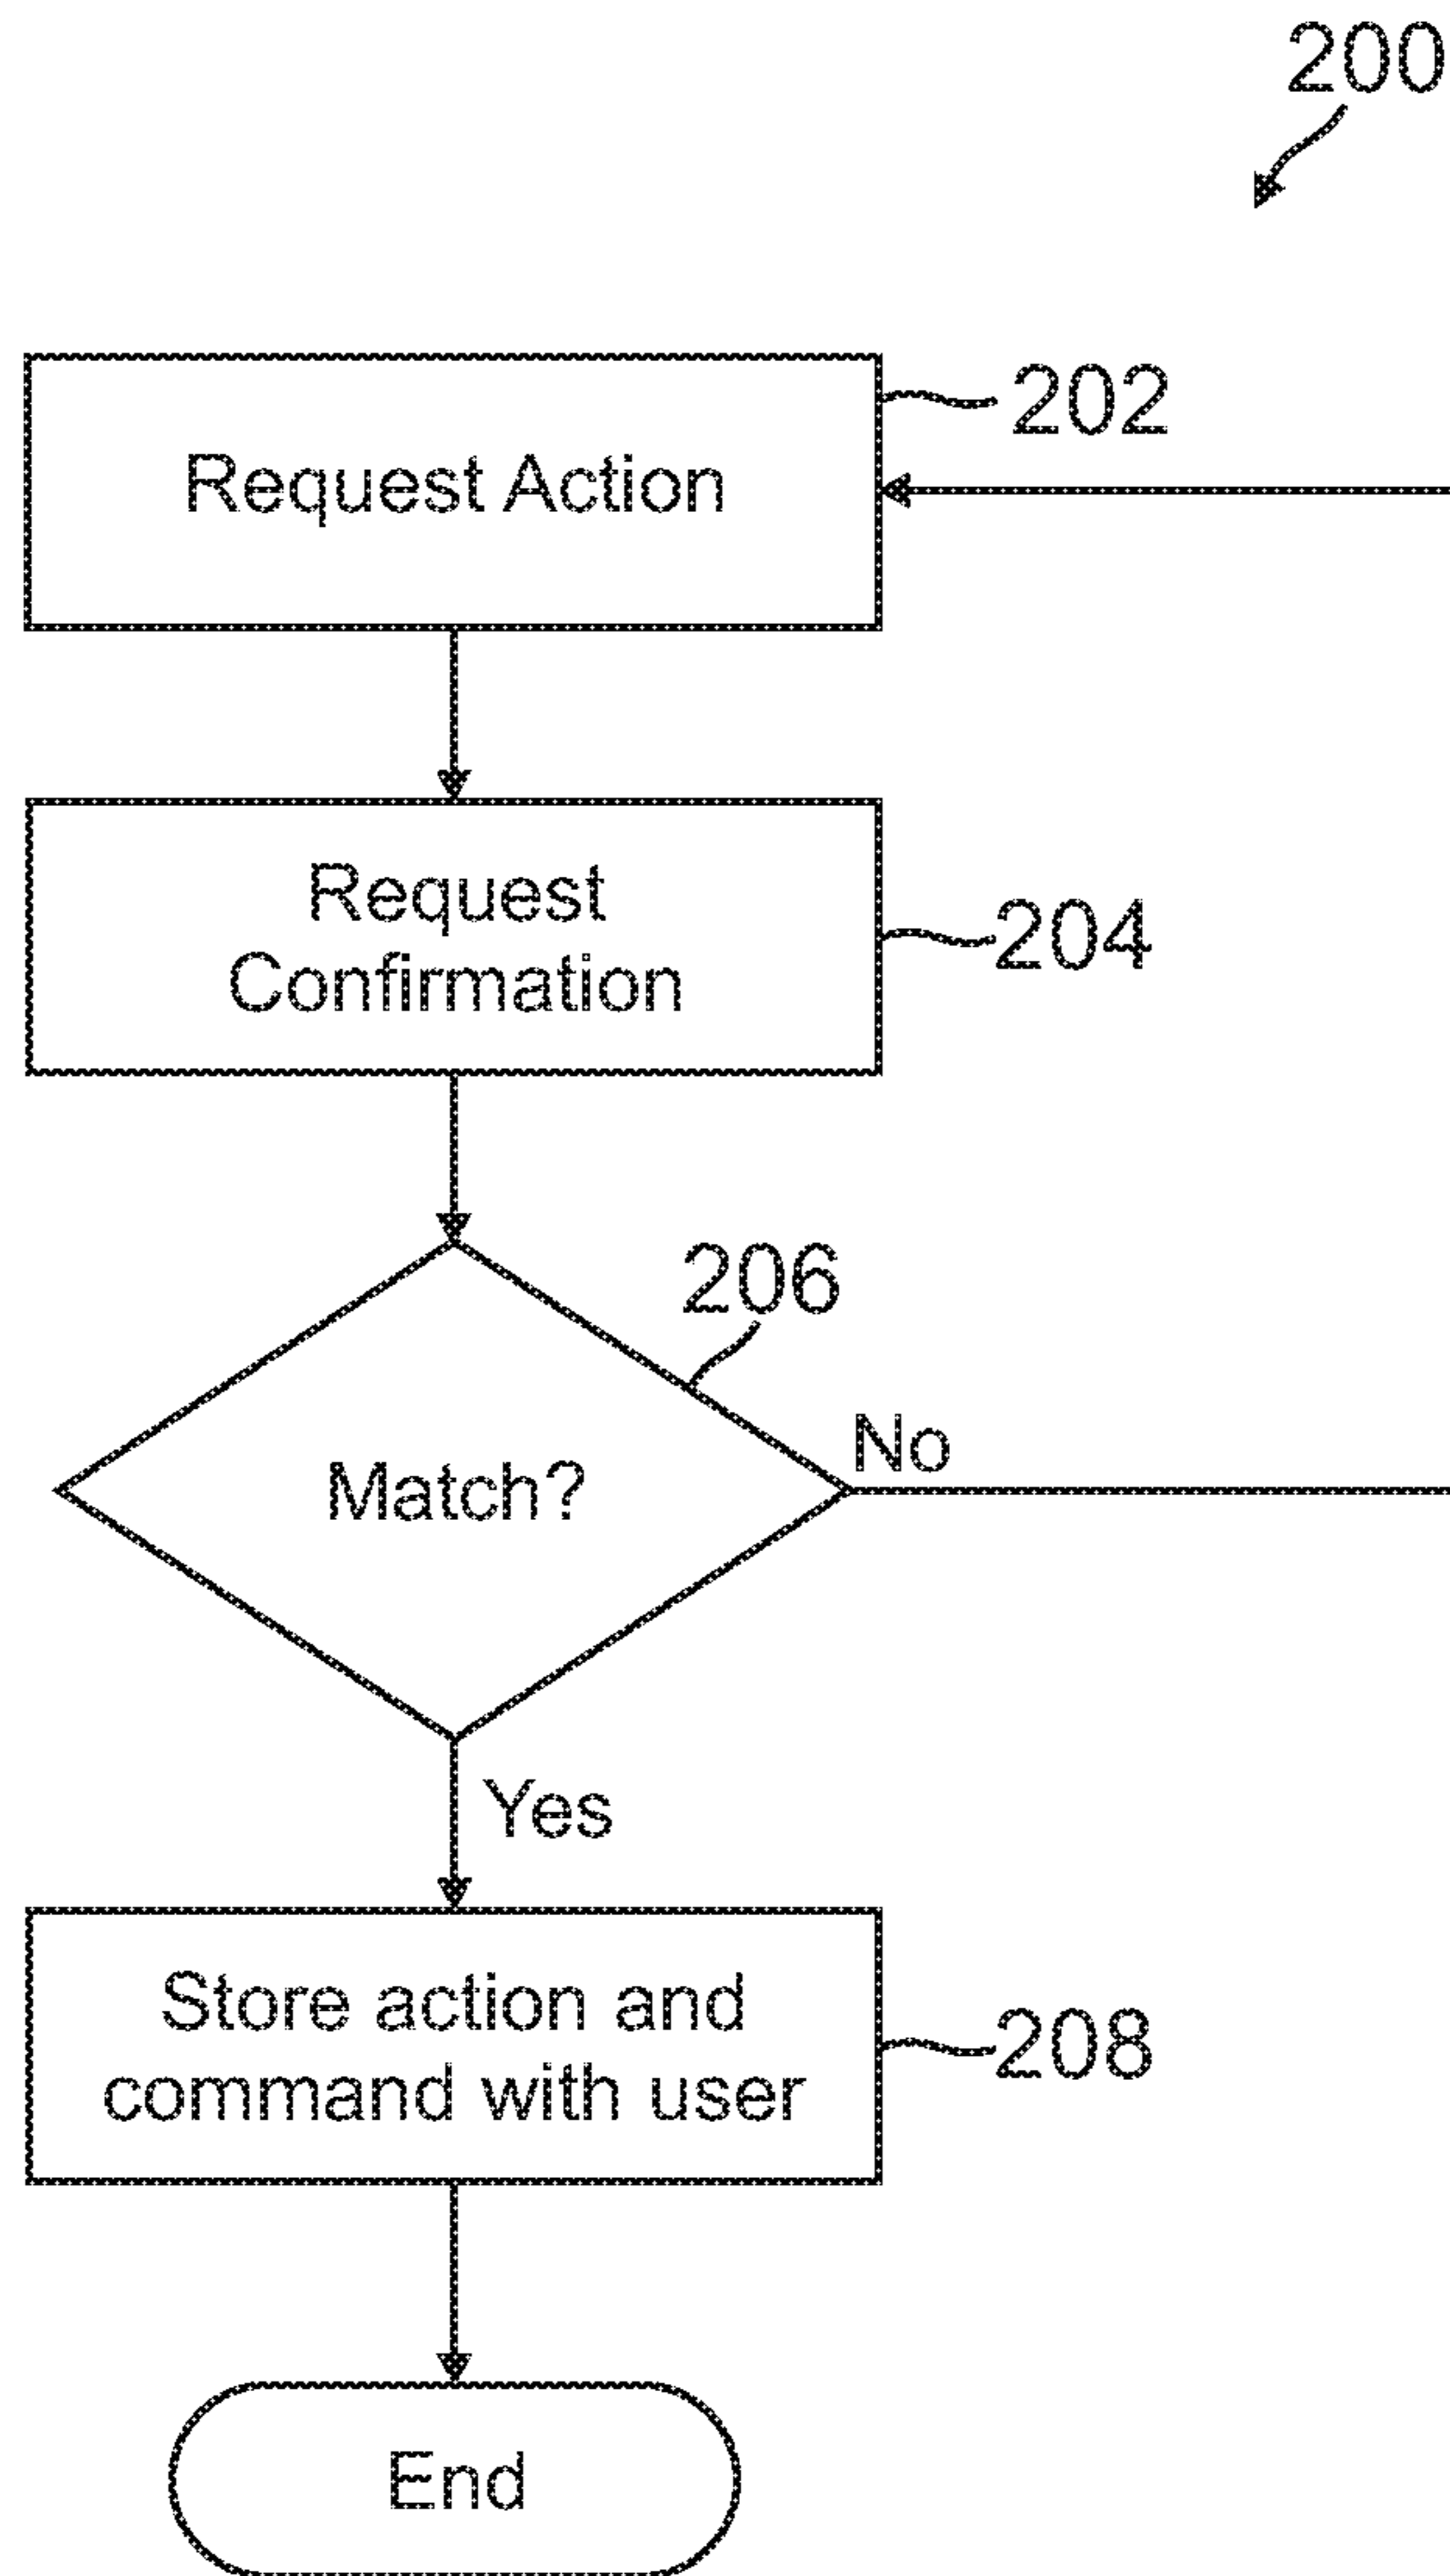 200
202
Request Action
Request
Confirmation
204
206
No
Match?
Yes
Store action and
command with user
208
End